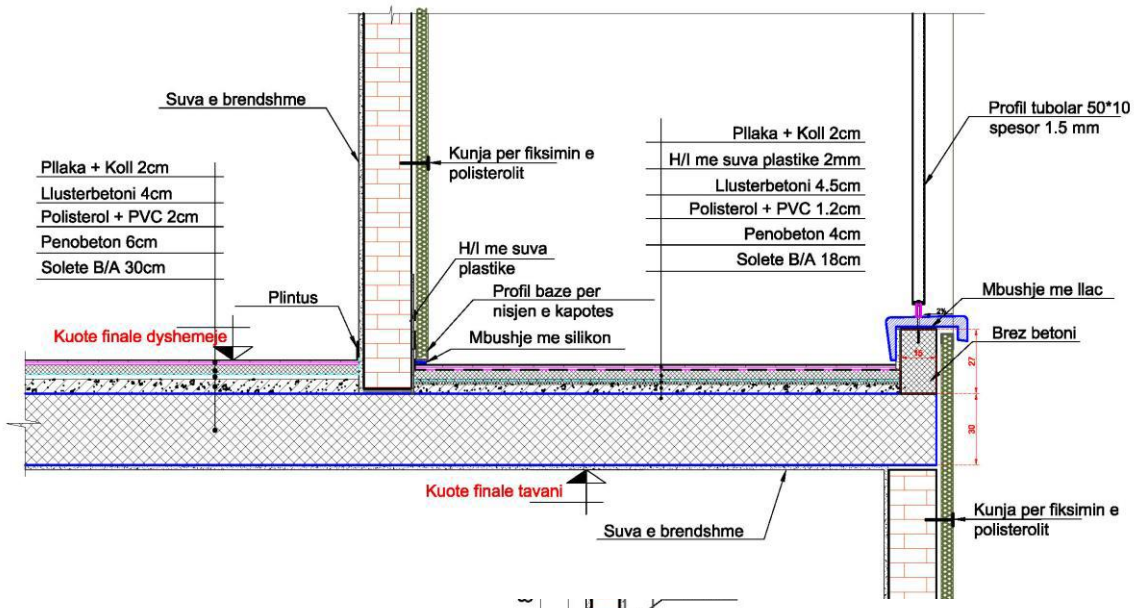 Suva e brendshme
Pllaka + Koll 2cm
Llusterbetoni 4cm
Polisterol + PVC 2cm
Penobeton 6cm
Solete B/A 30cm
Plintus
Kuote finale dyshemeje
Kunja per fiksimin e
polisterolit
H/I me suva
plastike
Profil baze per
nisjen e kapotes
Mbushje me silikon
Pllaka + Koll 2cm
H/I me suva plastike 2mm
Llusterbetoni 4.5cm
Polisterol + PVC 1.2cm
Penobeton 4cm
Solete B/A 18cm
Profil tubolar 50*10
spesor 1.5 mm
2%
Mbushje me llac
Brez betoni
15
27
30
Kuote finale tavani
Suva e brendshme
Kunja per fiksimin e
polisterolit